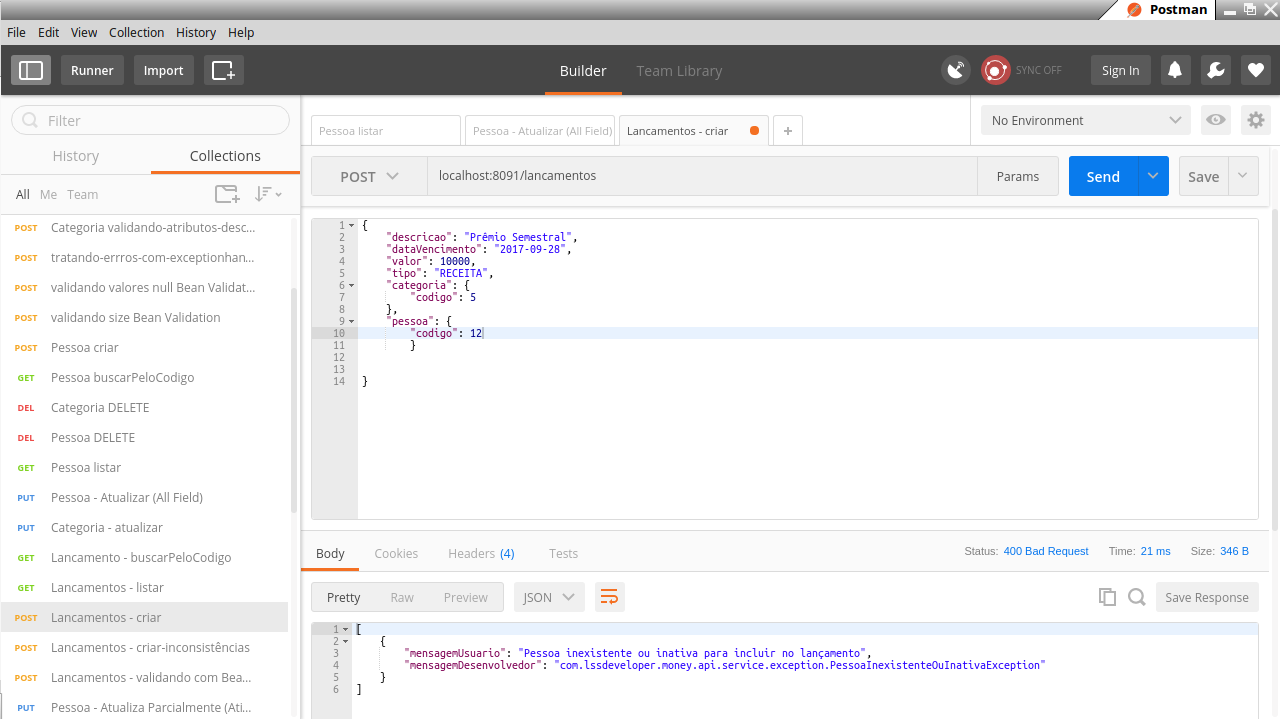 Postman
File Edit View Collection History Help
Runner Import Builder Team Library SYNC OFF Sign In
Filter
History Collections
All Me Team
POST Categoria validando-atributos-desc...
POST tratando-errros-com-exceptionhan...
POST validando valores null Bean Validat...
POST validando size Bean Validation
POST Pessoa criar
GET Pessoa buscarPeloCodigo
DEL Categoria DELETE
DEL Pessoa DELETE
GET Pessoa listar
PUT Pessoa - Atualizar (All Field)
PUT Categoria - atualizar
GET Lancamento - buscarPeloCodigo
GET Lancamentos - listar
POST Lancamentos - criar
POST Lancamentos - criar-inconsistências
POST Lancamentos - validando com Bea...
PUT Pessoa - Atualiza Parcialmente (Ati...
Pessoa listar Pessoa - Atualizar (All Field) Lancamentos - criar +
No Environment
POST localhost:8091/lancamentos Params Send Save
1 {
2 "descricao": "Prêmio Semestral",
3 "dataVencimento": "2017-09-28",
4 "valor": 10000,
5 "tipo": "RECEITA",
6 "categoria": {
7 "codigo": 5
8 },
9 "pessoa": {
10 "codigo": 12
11 }
12
13
14 }
Body Cookies Headers (4) Tests Status: 400 Bad Request Time: 21 ms Size: 346 B
Pretty Raw Preview JSON Save Response
1 [
2 {
3 "mensagemUsuario": "Pessoa inexistente ou inativa para incluir no lançamento",
4 "mensagemDesenvolvedor": "com.lssdeveloper.money.api.service.exception.PessoaInexistenteOuInativaException"
5 }
6 ]